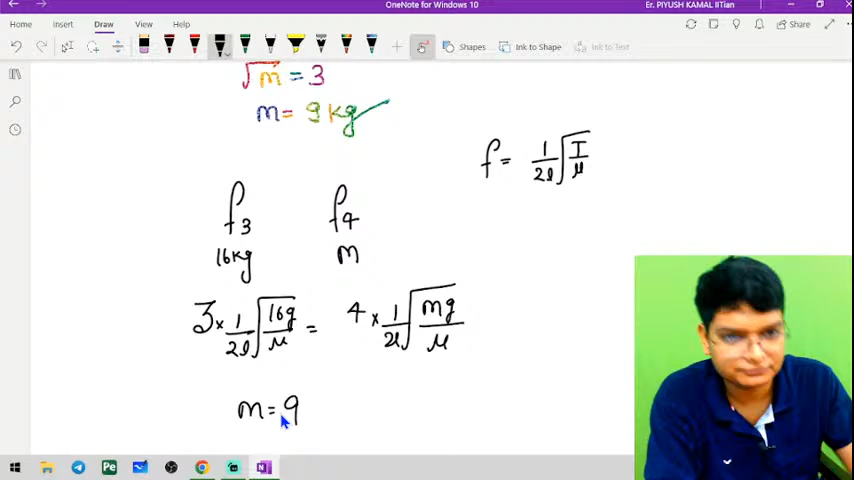 OneNote for Windows 10
Er. PIYUSH KAMAL IITian
Home Insert Draw View Help
Share
Shapes Ink to Shape Ink to Text
√m = 3
m = 9 kg
f = 1/2l √T/μ
f3 f4
16kg m
3 × 1/2l √16g/μ = 4 × 1/2l √mg/μ
m = 9